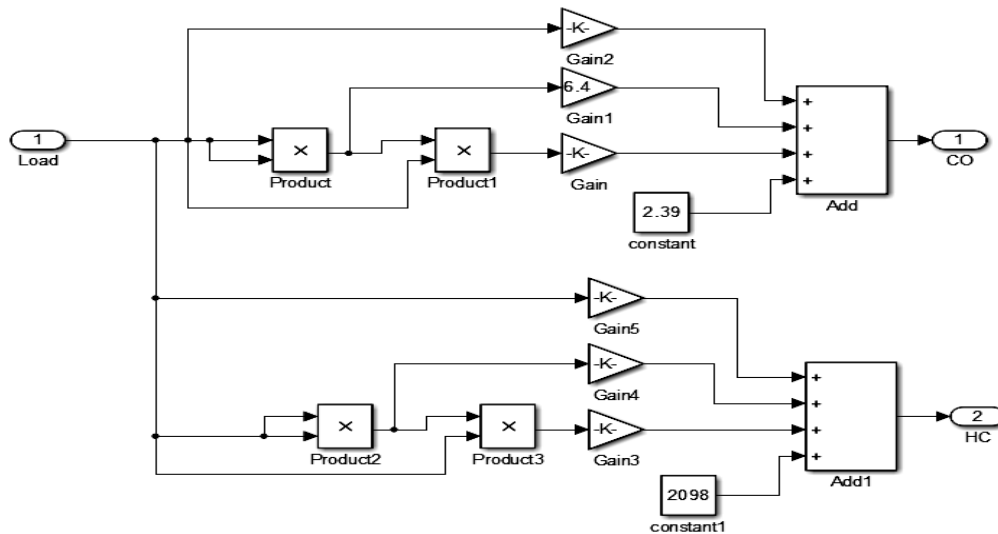 -K-
Gain2
6.4
Gain1
1
Load
×
Product
×
Product1
-K-
Gain
+
+
+
+
Add
1
CO
2.39
constant
-K-
Gain5
-K-
Gain4
×
Product2
×
Product3
-K-
Gain3
+
+
+
+
Add1
2
HC
2098
constant1